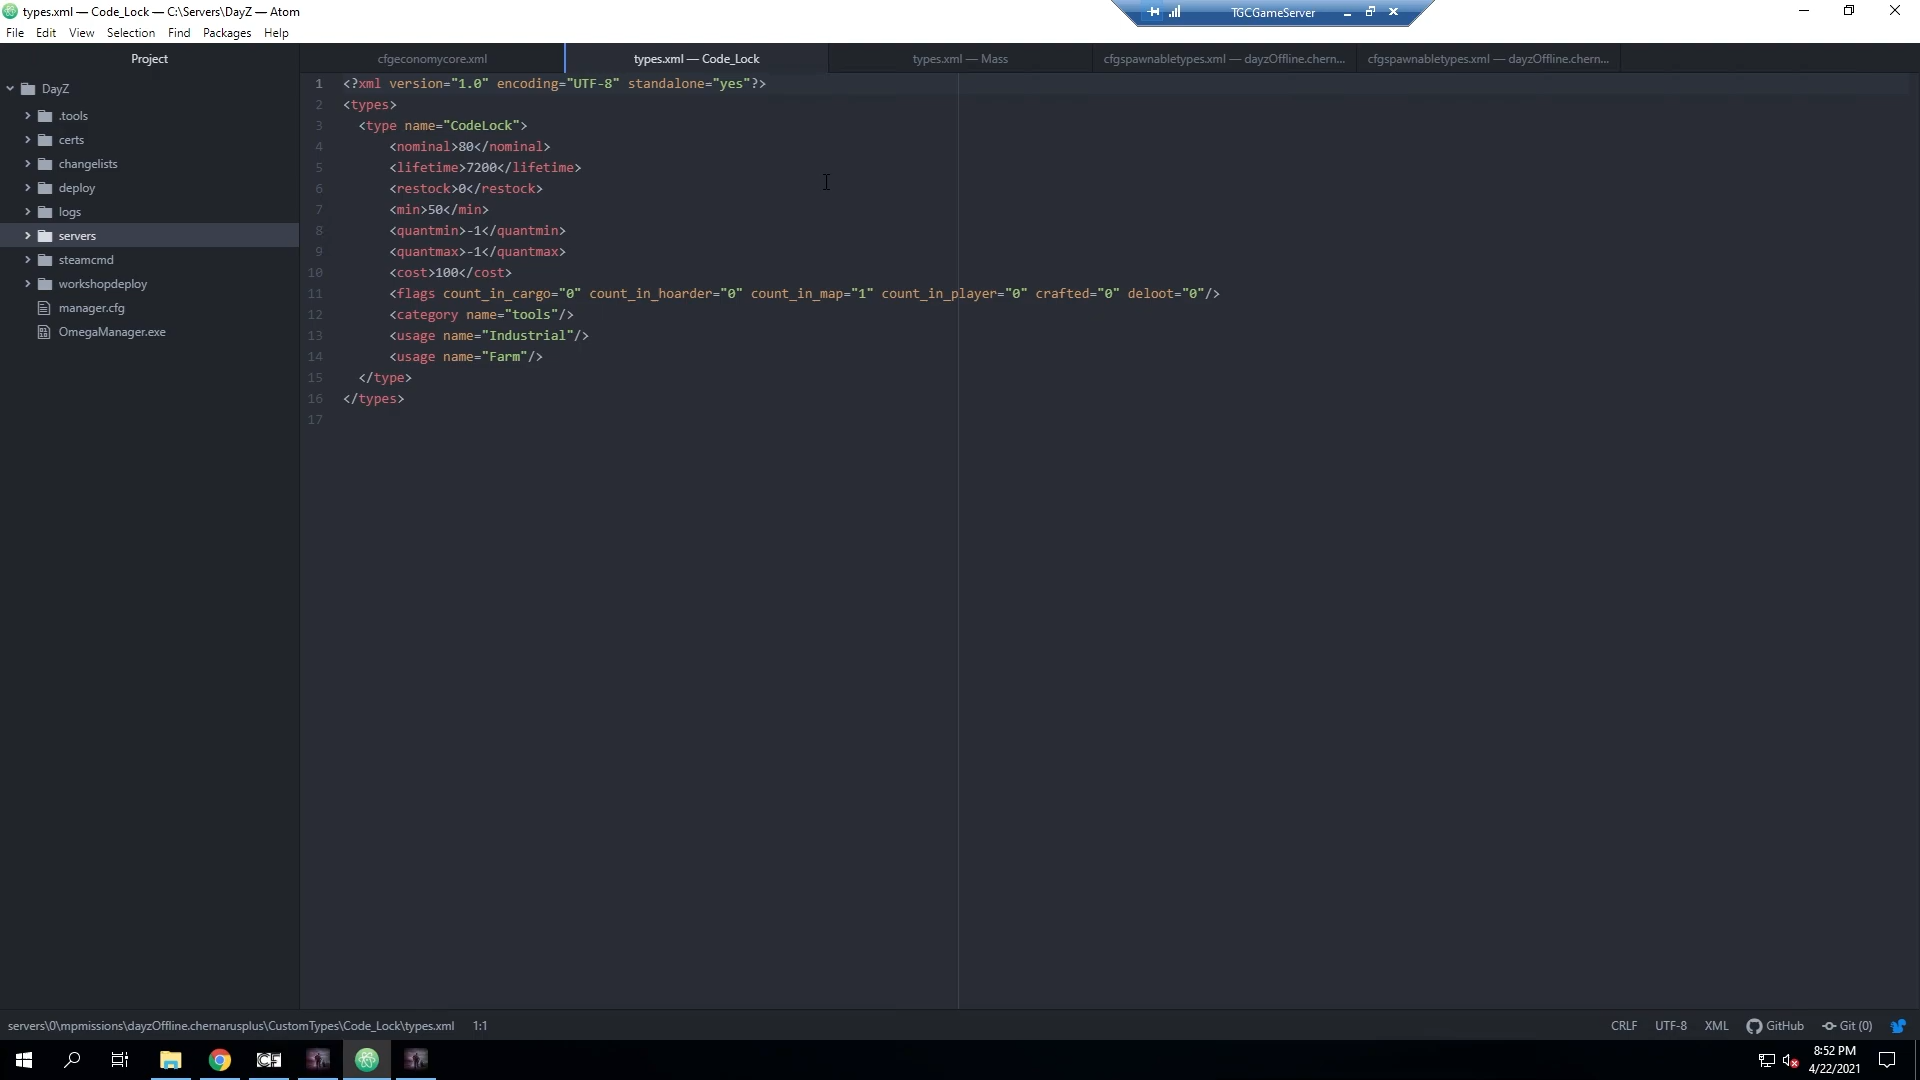 types.xml — Code_Lock — C:\Servers\DayZ — Atom
TGCGameServer
File Edit View Selection Find Packages Help
Project
cfgeconomycore.xml
types.xml — Code_Lock
types.xml — Mass
cfgspawnabletypes.xml — dayzOffline.chern...
cfgspawnabletypes.xml — dayzOffline.chern...
DayZ
.tools
certs
changelists
deploy
logs
servers
steamcmd
workshopdeploy
manager.cfg
OmegaManager.exe
1 <?xml version="1.0" encoding="UTF-8" standalone="yes"?>
2 <types>
3 <type name="CodeLock">
4 <nominal>80</nominal>
5 <lifetime>7200</lifetime>
6 <restock>0</restock>
7 <min>50</min>
8 <quantmin>-1</quantmin>
9 <quantmax>-1</quantmax>
10 <cost>100</cost>
11 <flags count_in_cargo="0" count_in_hoarder="0" count_in_map="1" count_in_player="0" crafted="0" deloot="0"/>
12 <category name="tools"/>
13 <usage name="Industrial"/>
14 <usage name="Farm"/>
15 </type>
16 </types>
17
servers\0\mpmissions\dayzOffline.chernarusplus\CustomTypes\Code_Lock\types.xml 1:1
CRLF UTF-8 XML GitHub Git (0)
CF
8:52 PM
4/22/2021